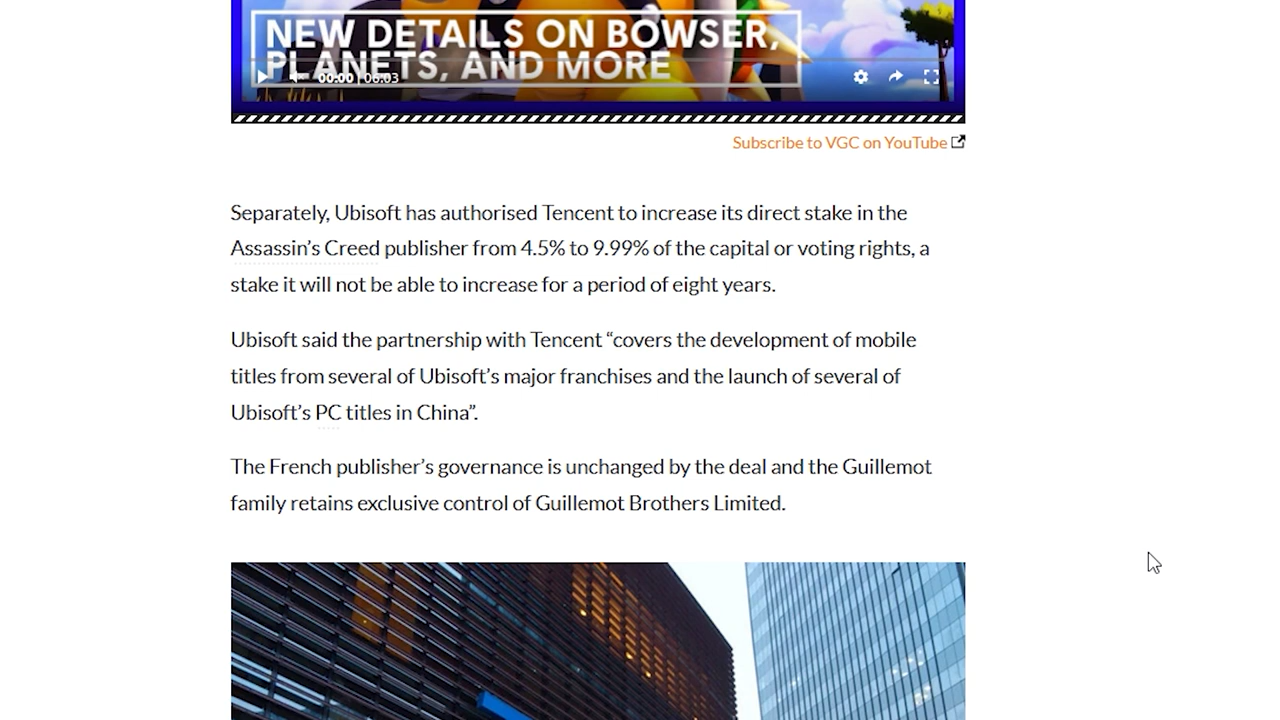 NEW DETAILS ON BOWSER,
PLANETS, AND MORE
00:00 | 06:03
Subscribe to VGC on YouTube
Separately, Ubisoft has authorised Tencent to increase its direct stake in the
Assassin’s Creed publisher from 4.5% to 9.99% of the capital or voting rights, a
stake it will not be able to increase for a period of eight years.
Ubisoft said the partnership with Tencent “covers the development of mobile
titles from several of Ubisoft’s major franchises and the launch of several of
Ubisoft’s PC titles in China”.
The French publisher’s governance is unchanged by the deal and the Guillemot
family retains exclusive control of Guillemot Brothers Limited.